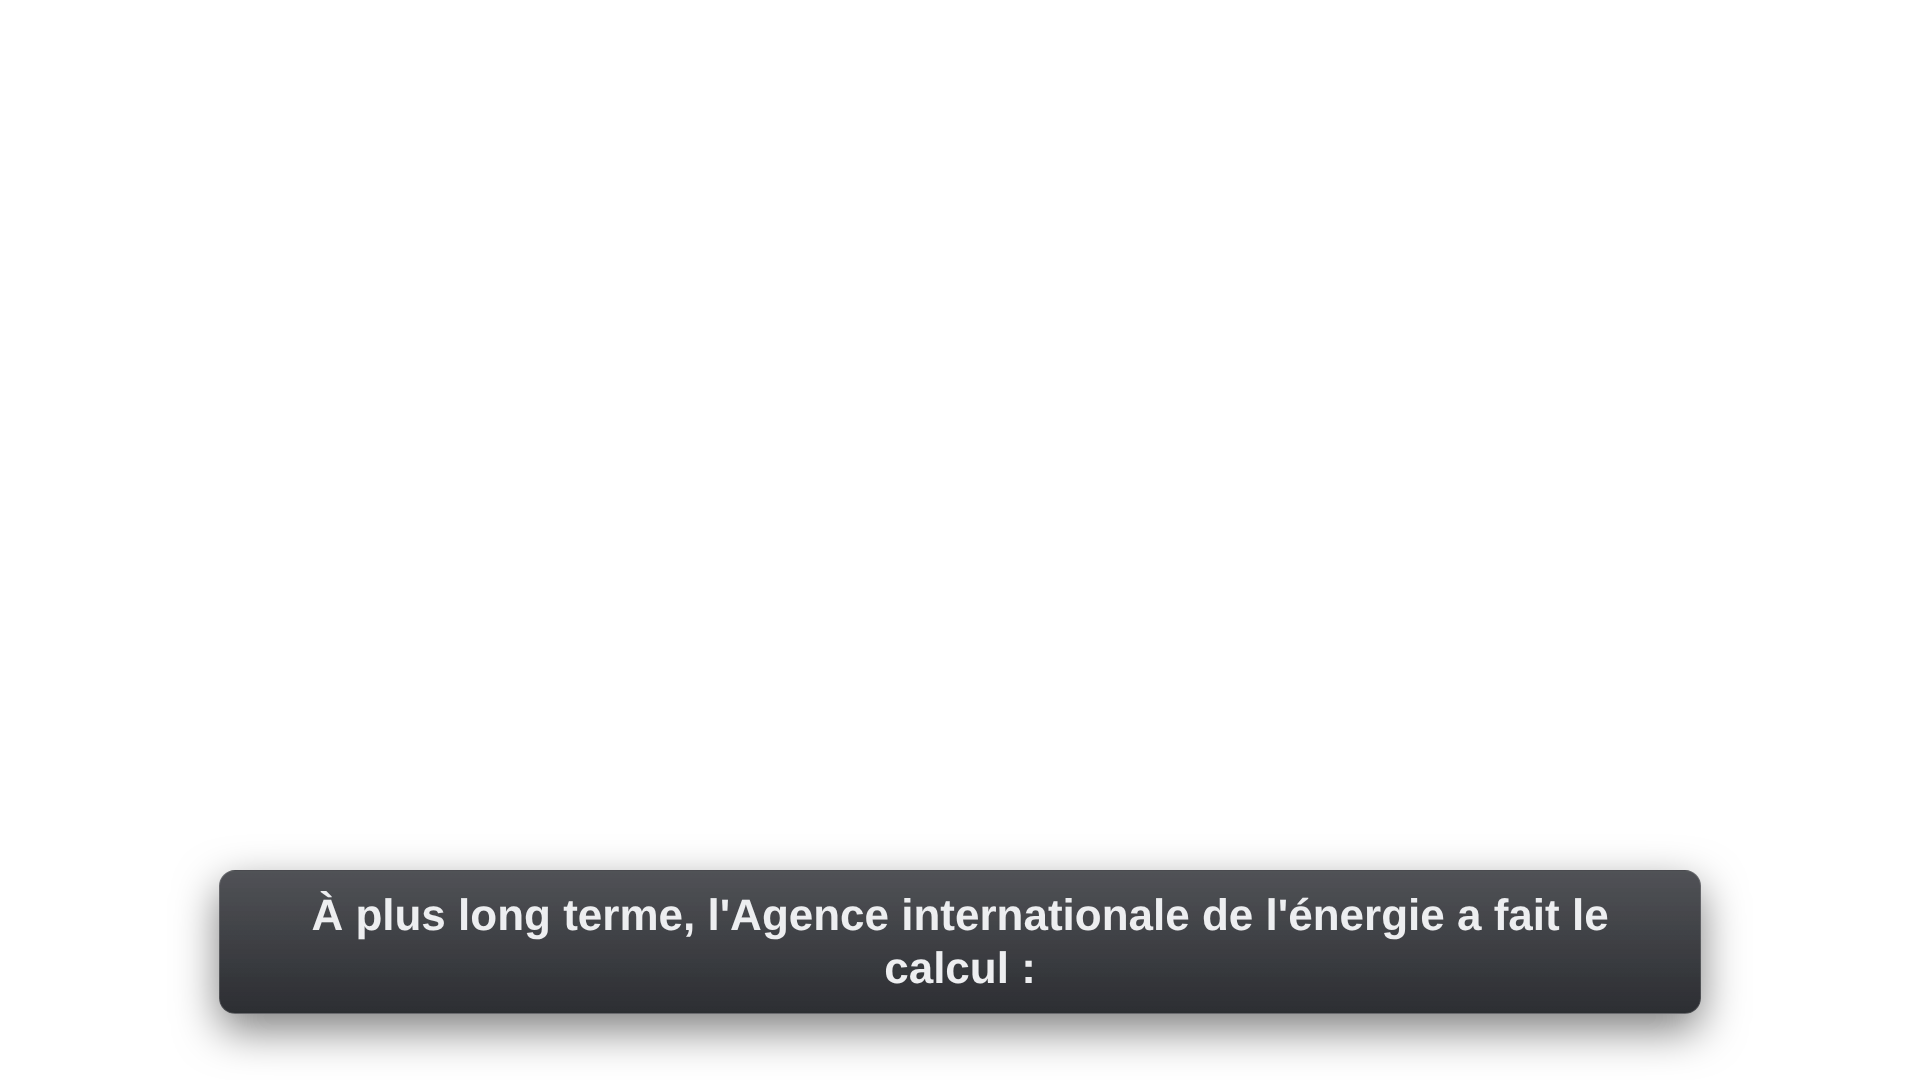 À plus long terme, l'Agence internationale de l'énergie a fait le
calcul :